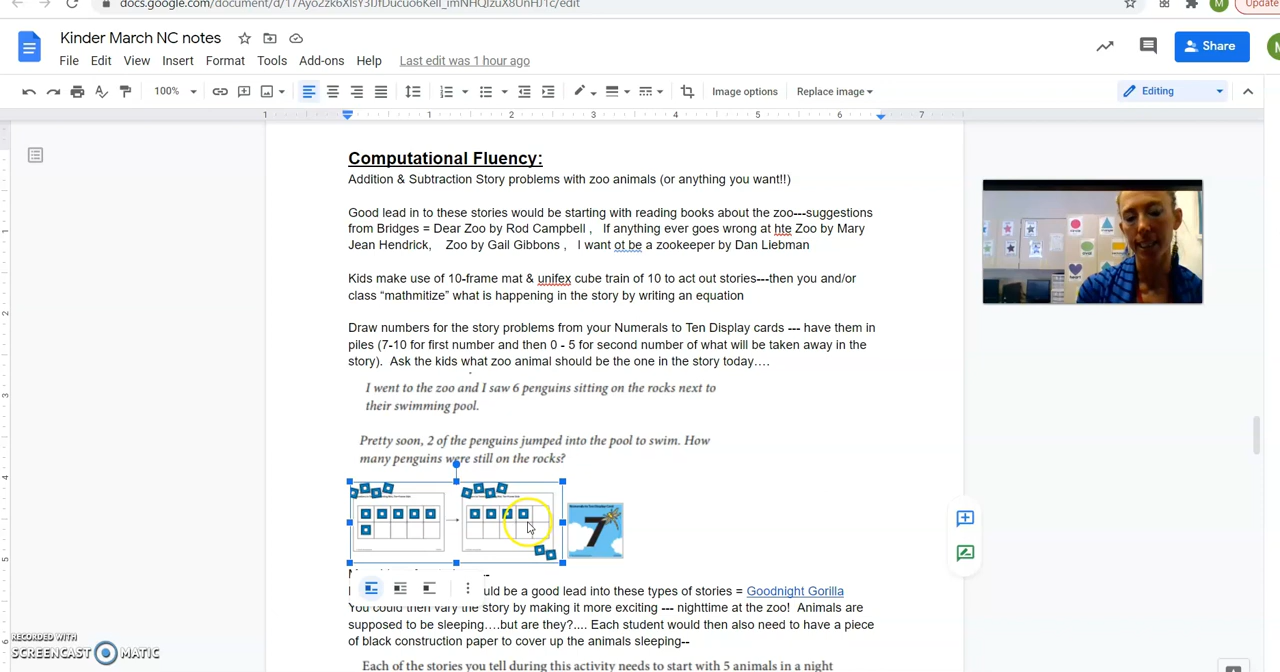 docs.google.com/document/d/17Ayo2zk6XlsY3IJfDucuo6Kell_imNHQIzuX8UnHJ1c/edit
M
Update
Kinder March NC notes
File Edit View Insert Format Tools Add-ons Help Last edit was 1 hour ago
Share
100% Image options Replace image Editing
1 1 2 3 4 5 6 7
Computational Fluency:
Addition & Subtraction Story problems with zoo animals (or anything you want!!)
Good lead in to these stories would be starting with reading books about the zoo---suggestions
from Bridges = Dear Zoo by Rod Campbell , If anything ever goes wrong at hte Zoo by Mary
Jean Hendrick, Zoo by Gail Gibbons , I want ot be a zookeeper by Dan Liebman
Kids make use of 10-frame mat & unifex cube train of 10 to act out stories---then you and/or
class “mathmitize” what is happening in the story by writing an equation
Draw numbers for the story problems from your Numerals to Ten Display cards --- have them in
piles (7-10 for first number and then 0 - 5 for second number of what will be taken away in the
story). Ask the kids what zoo animal should be the one in the story today….
I went to the zoo and I saw 6 penguins sitting on the rocks next to
their swimming pool.
Pretty soon, 2 of the penguins jumped into the pool to swim. How
many penguins were still on the rocks?
7
uld be a good lead into these types of stories = Goodnight Gorilla
You could then vary the story by making it more exciting --- nighttime at the zoo! Animals are
supposed to be sleeping….but are they?.... Each student would then also need to have a piece
of black construction paper to cover up the animals sleeping--
Each of the stories you tell during this activity needs to start with 5 animals in a night
RECORDED WITH
SCREENCAST MATIC